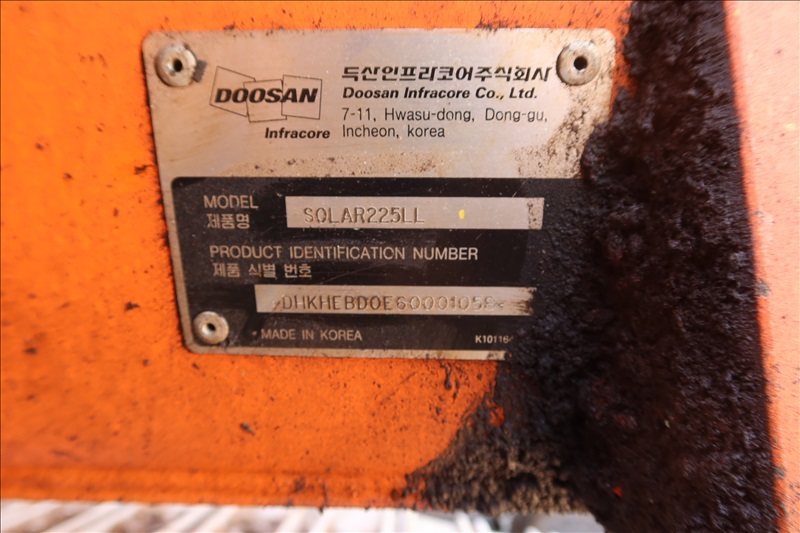 두산인프라코어주식회사
DOOSAN
Doosan Infracore Co., Ltd.
Infracore
7-11, Hwasu-dong, Dong-gu,
Incheon, korea
MODEL
제품명
SOLAR225LL
PRODUCT IDENTIFICATION NUMBER
제품 식별 번호
MADE IN KOREA